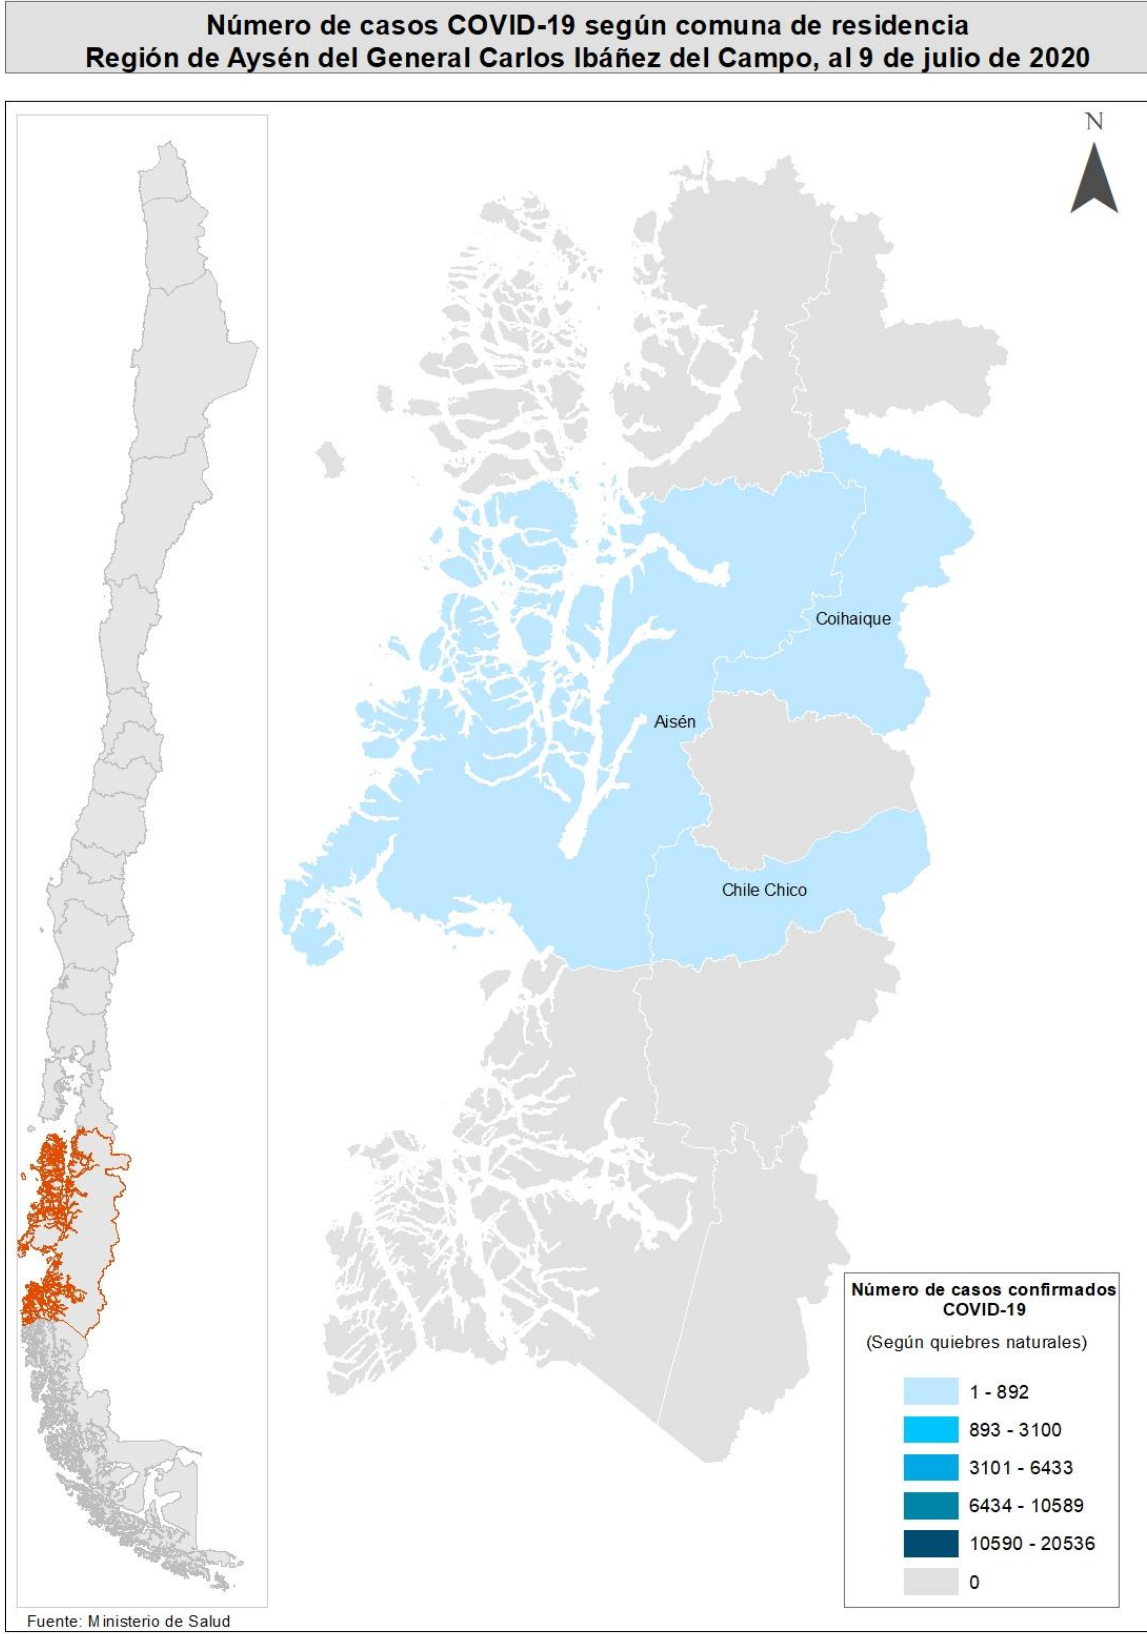 Número de casos COVID-19 según comuna de residencia
Región de Aysén del General Carlos Ibáñez del Campo, al 9 de julio de 2020
N
Coihaique
Aisén
Chile Chico
Número de casos confirmados
COVID-19
(Según quiebres naturales)
1 - 892
893 - 3100
3101 - 6433
6434 - 10589
10590 - 20536
0
Fuente: Ministerio de Salud